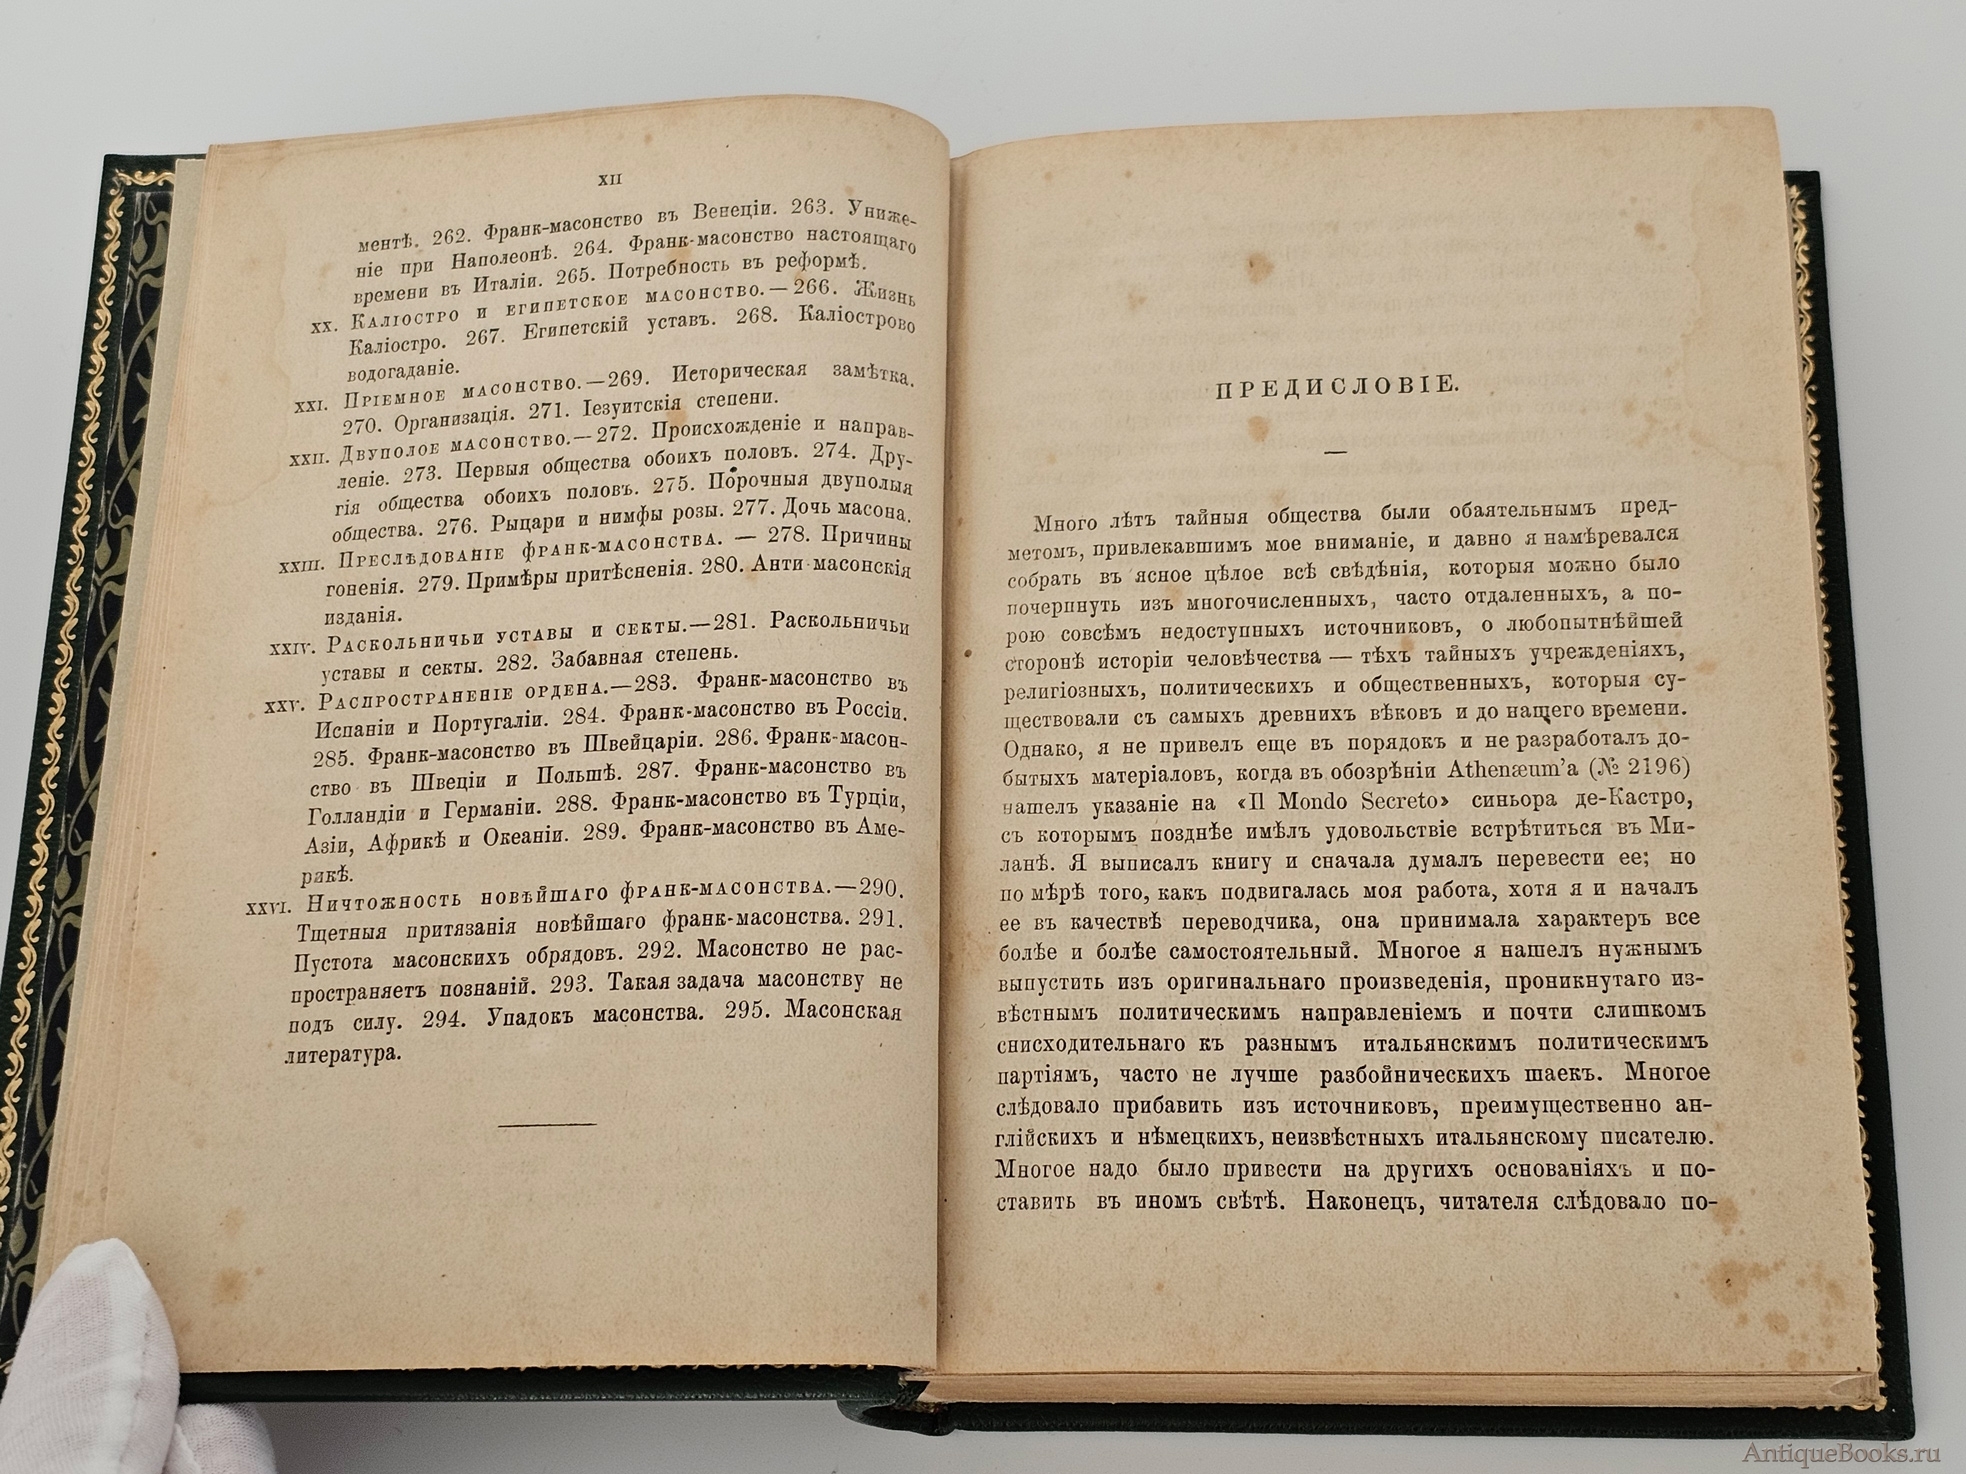 XII
ментѣ. 262. Франк-масонство въ Венеціи. 263. Униже-
ніе при Наполеонѣ. 264. Франк-масонство настоящаго
времени въ Италіи. 265. Потребность въ реформѣ.
XX. Каліостро и египетское масонство.—266. Жизнь
Каліостро. 267. Египетскій уставъ. 268. Каліострово
водогаданіе.
XXI. Пріемное масонство.—269. Историческая замѣтка.
270. Организація. 271. Іезуитскія степени.
XXII. Двуполое масонство.—272. Происхожденіе и направ-
леніе. 273. Первыя общества обоихъ половъ. 274. Дру-
гія общества обоихъ половъ. 275. Порочныя двуполыя
общества. 276. Рыцари и нимфы розы. 277. Дочь масона.
XXIII. Преслѣдованіе франк-масонства. — 278. Причины
гоненія. 279. Примѣры притѣсненія. 280. Анти-масонскія
изданія.
XXIV. Раскольничьи уставы и секты.—281. Раскольничьи
уставы и секты. 282. Забавная степень.
XXV. Распространеніе ордена.—283. Франк-масонство въ
Испаніи и Португаліи. 284. Франк-масонство въ Россіи.
285. Франк-масонство въ Швейцаріи. 286. Франк-масон-
ство въ Швеціи и Польшѣ. 287. Франк-масонство въ
Голландіи и Германіи. 288. Франк-масонство въ Турціи,
Азіи, Африкѣ и Океаніи. 289. Франк-масонство въ Аме-
рикѣ.
XXVI. Ничтожность новѣйшаго франк-масонства.—290.
Тщетныя притязанія новѣйшаго франк-масонства. 291.
Пустота масонскихъ обрядовъ. 292. Масонство не рас-
пространяетъ познаній. 293. Такая задача масонству не
подъ силу. 294. Упадокъ масонства. 295. Масонская
литература.
ПРЕДИСЛОВІЕ.
Много лѣтъ тайныя общества были обаятельнымъ пред-
метомъ, привлекавшимъ мое вниманіе, и давно я намѣревался
собрать въ ясное цѣлое всѣ свѣдѣнія, которыя можно было
почерпнуть изъ многочисленныхъ, часто отдаленныхъ, а по-
рою совсѣмъ недоступныхъ источниковъ, о любопытнѣйшей
сторонѣ исторіи человѣчества — тѣхъ тайныхъ учрежденіяхъ,
религіозныхъ, политическихъ и общественныхъ, которыя су-
ществовали съ самыхъ древнихъ вѣковъ и до нащего времени.
Однако, я не привелъ еще въ порядокъ и не разработалъ до-
бытыхъ матеріаловъ, когда въ обозрѣніи Athenæum’a (№ 2196)
нашелъ указаніе на «Il Mondo Secreto» синьора де-Кастро,
съ которымъ позднѣе имѣлъ удовольствіе встрѣтиться въ Ми-
ланѣ. Я выписалъ книгу и сначала думалъ перевести ее; но
по мѣрѣ того, какъ подвигалась моя работа, хотя я и началъ
ее въ качествѣ переводчика, она принимала характеръ все
болѣе и болѣе самостоятельный. Многое я нашелъ нужнымъ
выпустить изъ оригинальнаго произведенія, проникнутаго из-
вѣстнымъ политическимъ направленіемъ и почти слишкомъ
снисходительнаго къ разнымъ итальянскимъ политическимъ
партіямъ, часто не лучше разбойническихъ шаекъ. Многое
слѣдовало прибавить изъ источниковъ, преимущественно ан-
глійскихъ и нѣмецкихъ, неизвѣстныхъ итальянскому писателю.
Многое надо было привести на другихъ основаніяхъ и по-
ставить въ иномъ свѣтѣ. Наконецъ, читателя слѣдовало по-
AntiqueBooks.ru